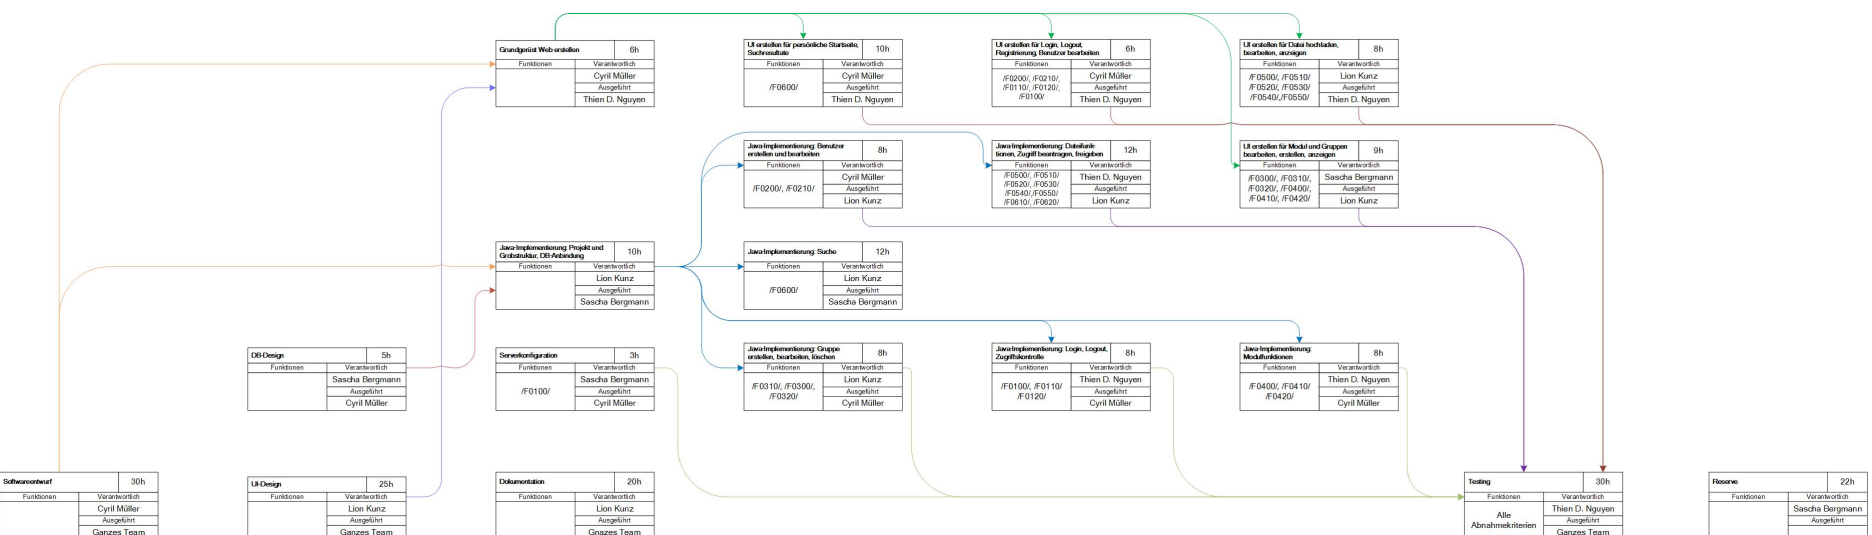 Grundgerüst Web erstellen
6h
Funktionen
Verantwortlich
Cyril Müller
Ausgeführt
Thien D. Nguyen
UI erstellen für persönliche Startseite,
Suchresultate
10h
Funktionen
Verantwortlich
/F0600/
Cyril Müller
Ausgeführt
Thien D. Nguyen
UI erstellen für Login, Logout,
Registrierung, Benutzer bearbeiten
6h
Funktionen
Verantwortlich
/F0200/, /F0210/,
/F0110/, /F0120/,
/F0100/
Cyril Müller
Ausgeführt
Thien D. Nguyen
UI erstellen für Datei hochladen,
bearbeiten, anzeigen
8h
Funktionen
Verantwortlich
/F0500/, /F0510/
/F0520/, /F0530/
/F0540/,/F0550/
Lion Kunz
Ausgeführt
Thien D. Nguyen
Java-Implementierung: Benutzer
erstellen und bearbeiten
8h
Funktionen
Verantwortlich
/F0200/, /F0210/
Cyril Müller
Ausgeführt
Lion Kunz
Java-Implementierung: Dateifunk-
tionen, Zugriff beantragen, freigeben
12h
Funktionen
Verantwortlich
/F0500/, /F0510/
/F0520/, /F0530/
/F0540/,/F0550/
/F0610/, /F0620/
Thien D. Nguyen
Ausgeführt
Lion Kunz
UI erstellen für Modul und Gruppen
bearbeiten, erstellen, anzeigen
9h
Funktionen
Verantwortlich
/F0300/, /F0310/,
/F0320/, /F0400/,
/F0410/, /F0420/
Sascha Bergmann
Ausgeführt
Lion Kunz
Java-Implementierung: Projekt und
Grobstruktur, DB-Anbindung
10h
Funktionen
Verantwortlich
Lion Kunz
Ausgeführt
Sascha Bergmann
Java-Implementierung: Suche
12h
Funktionen
Verantwortlich
/F0600/
Lion Kunz
Ausgeführt
Sascha Bergmann
DB-Design
5h
Funktionen
Verantwortlich
Sascha Bergmann
Ausgeführt
Cyril Müller
Serverkonfiguration
3h
Funktionen
Verantwortlich
/F0100/
Sascha Bergmann
Ausgeführt
Cyril Müller
Java-Implementierung: Gruppe
erstellen, bearbeiten, löschen
8h
Funktionen
Verantwortlich
/F0310/, /F0300/,
/F0320/
Lion Kunz
Ausgeführt
Cyril Müller
Java-Implementierung: Login, Logout,
Zugriffskontrolle
8h
Funktionen
Verantwortlich
/F0100/, /F0110/
/F0120/
Thien D. Nguyen
Ausgeführt
Cyril Müller
Java-Implementierung:
Modulfunktionen
8h
Funktionen
Verantwortlich
/F0400/, /F0410/
/F0420/
Thien D. Nguyen
Ausgeführt
Cyril Müller
Softwareentwurf
30h
Funktionen
Verantwortlich
Cyril Müller
Ausgeführt
Ganzes Team
UI-Design
25h
Funktionen
Verantwortlich
Lion Kunz
Ausgeführt
Ganzes Team
Dokumentation
20h
Funktionen
Verantwortlich
Lion Kunz
Ausgeführt
Gnazes Team
Testing
30h
Funktionen
Verantwortlich
Alle
Abnahmekriterien
Thien D. Nguyen
Ausgeführt
Ganzes Team
Reserve
22h
Funktionen
Verantwortlich
Sascha Bergmann
Ausgeführt